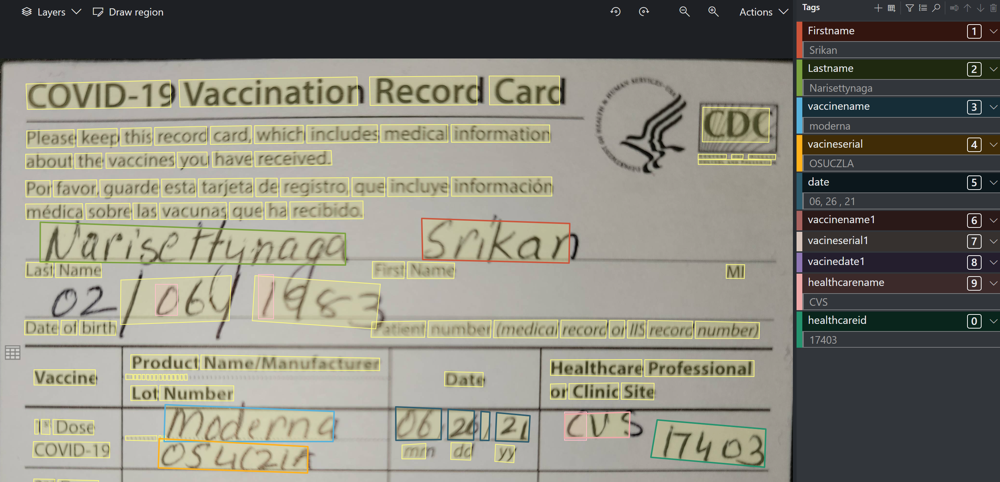 Layers Draw region Actions
Tags
Firstname 1
Srikan
Lastname 2
Narisettynaga
vaccinename 3
moderna
vacineserial 4
OSUCZLA
date 5
06, 26 , 21
vaccinename1 6
vacineserial1 7
vacinedate1 8
healthcarename 9
CVS
healthcareid 0
17403
COVID-19 Vaccination Record Card
CDC
Please keep this record card, which includes medical information
about the vaccines you have received.
Por favor, guarde esta tarjeta de registro, que incluye información
médica sobre las vacunas que ha recibido.
Narisettynaga Srikan
Last Name First Name MI
02/06/1983
Date of birth Patient number (medical record or IIS record number)
Vaccine
Product Name/Manufacturer
Lot Number
Date
Healthcare Professional
or Clinic Site
1st Dose
COVID-19
Moderna
054C21A
06/26/21
mm dd yy
CVS 17403